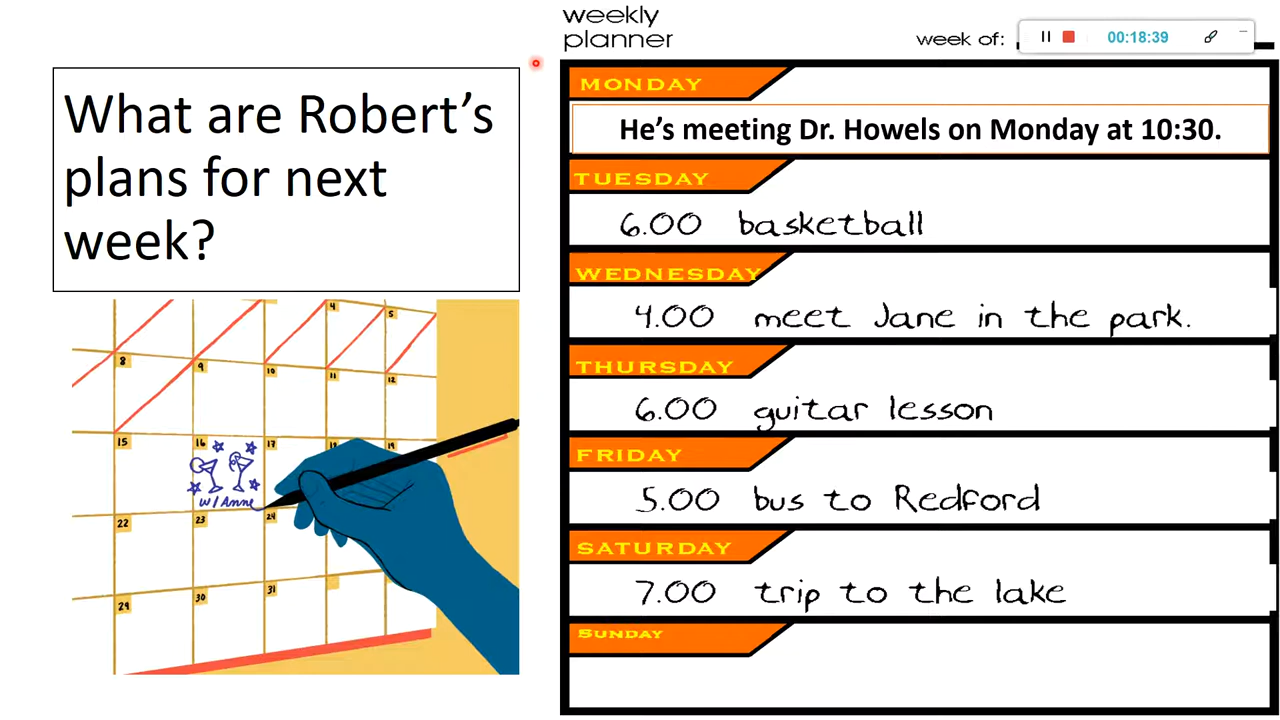 What are Robert’s
plans for next
week?
4
5
8
9
10
11
12
15
16
17
18
19
w/ Anne
22
23
24
29
30
31
weekly
planner
week of:
00:18:39
MONDAY
He’s meeting Dr. Howels on Monday at 10:30.
TUESDAY
6.00 basketball
WEDNESDAY
4.00 meet Jane in the park.
THURSDAY
6.00 guitar lesson
FRIDAY
5.00 bus to Redford
SATURDAY
7.00 trip to the lake
SUNDAY